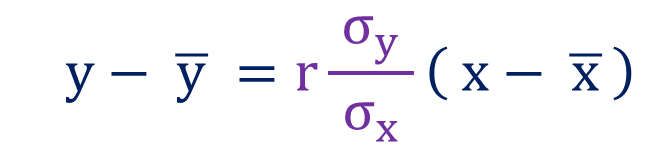 y − y̅ = r σy/σx ( x − x̅ )